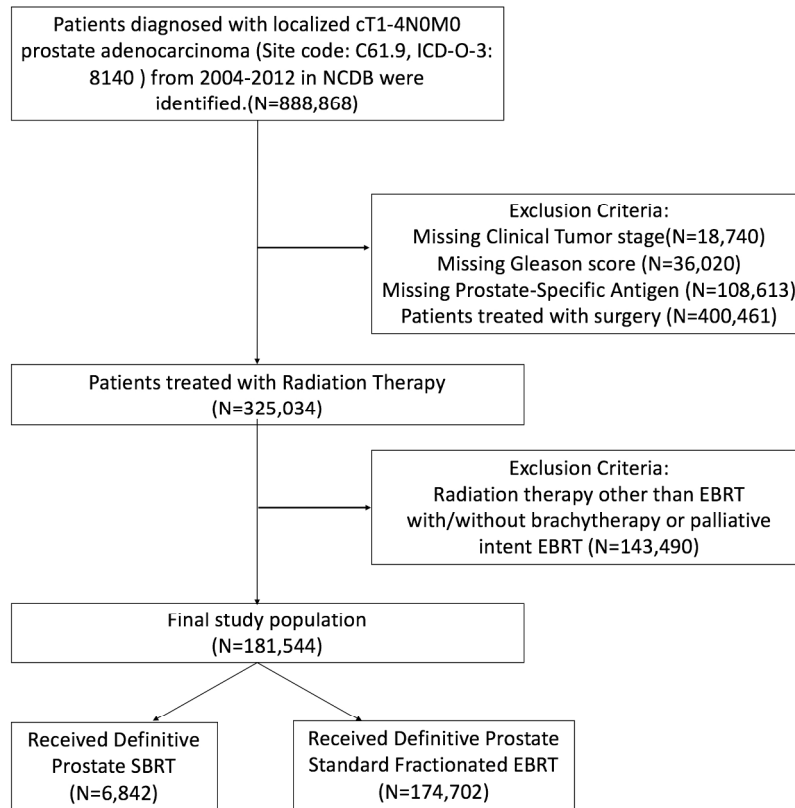 Patients diagnosed with localized cT1-4N0M0
prostate adenocarcinoma (Site code: C61.9, ICD-O-3:
8140 ) from 2004-2012 in NCDB were
identified.(N=888,868)
Exclusion Criteria:
Missing Clinical Tumor stage(N=18,740)
Missing Gleason score (N=36,020)
Missing Prostate-Specific Antigen (N=108,613)
Patients treated with surgery (N=400,461)
Patients treated with Radiation Therapy
(N=325,034)
Exclusion Criteria:
Radiation therapy other than EBRT
with/without brachytherapy or palliative
intent EBRT (N=143,490)
Final study population
(N=181,544)
Received Definitive
Prostate SBRT
(N=6,842)
Received Definitive Prostate
Standard Fractionated EBRT
(N=174,702)